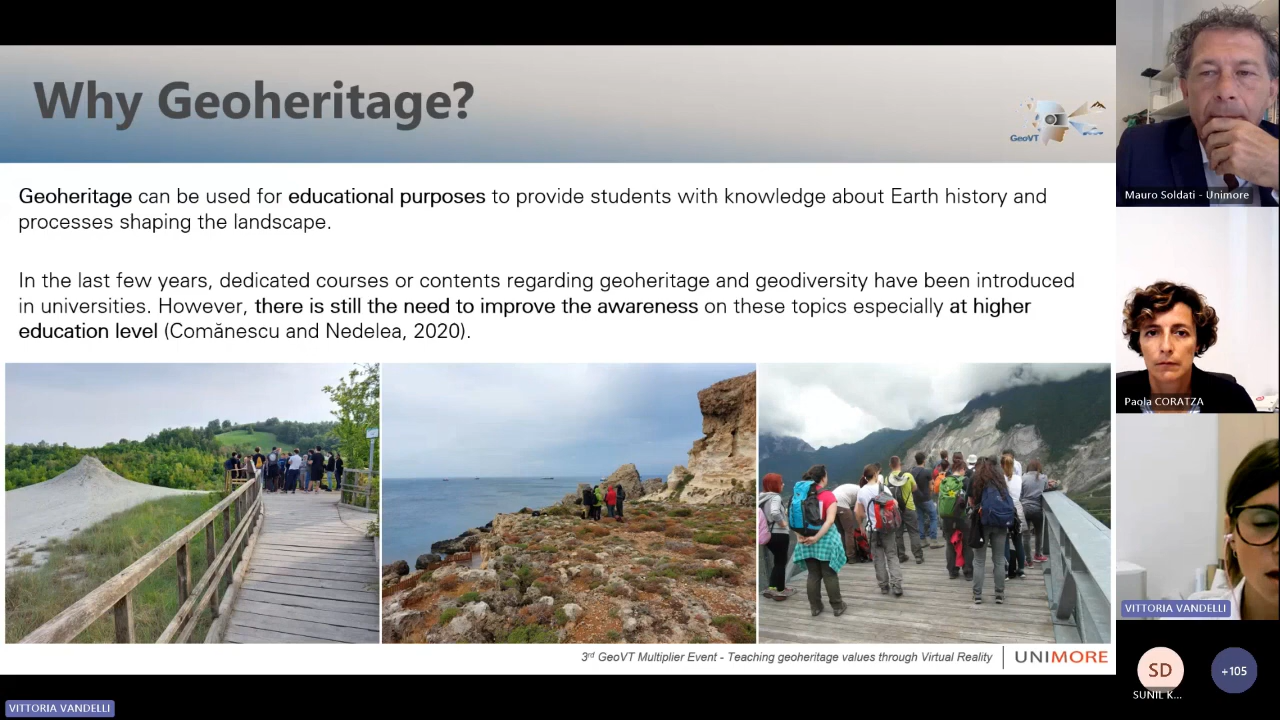 Why Geoheritage?
GeoVT
Geoheritage can be used for educational purposes to provide students with knowledge about Earth history and
processes shaping the landscape.
In the last few years, dedicated courses or contents regarding geoheritage and geodiversity have been introduced
in universities. However, there is still the need to improve the awareness on these topics especially at higher
education level (Comănescu and Nedelea, 2020).
3rd GeoVT Multiplier Event - Teaching geoheritage values through Virtual Reality
UNIMORE
Mauro Soldati - Unimore
Paola CORATZA
VITTORIA VANDELLI
SD
SUNIL K...
+105
VITTORIA VANDELLI